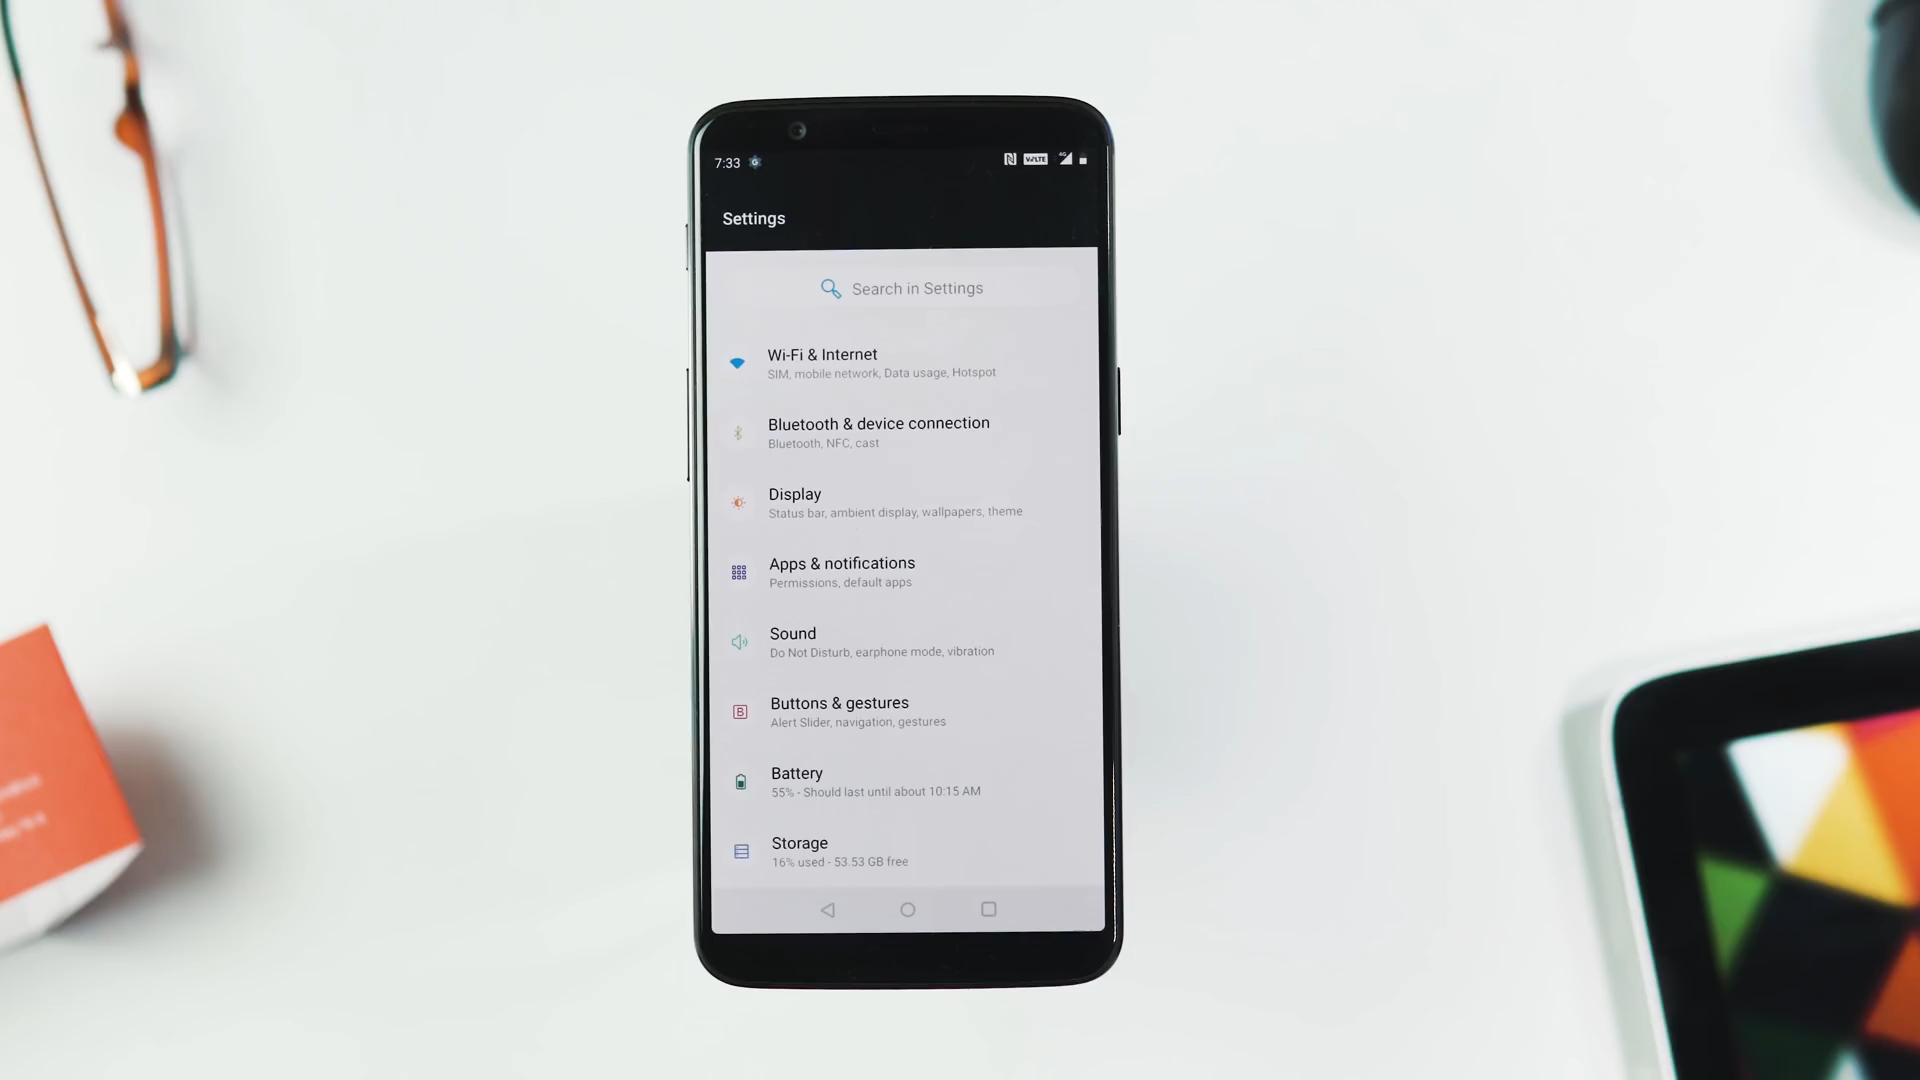 7:33
VoLTE
4G
Settings
Search in Settings
Wi-Fi & Internet
SIM, mobile network, Data usage, Hotspot
Bluetooth & device connection
Bluetooth, NFC, cast
Display
Status bar, ambient display, wallpapers, theme
Apps & notifications
Permissions, default apps
Sound
Do Not Disturb, earphone mode, vibration
B
Buttons & gestures
Alert Slider, navigation, gestures
Battery
55% - Should last until about 10:15 AM
Storage
16% used - 53.53 GB free